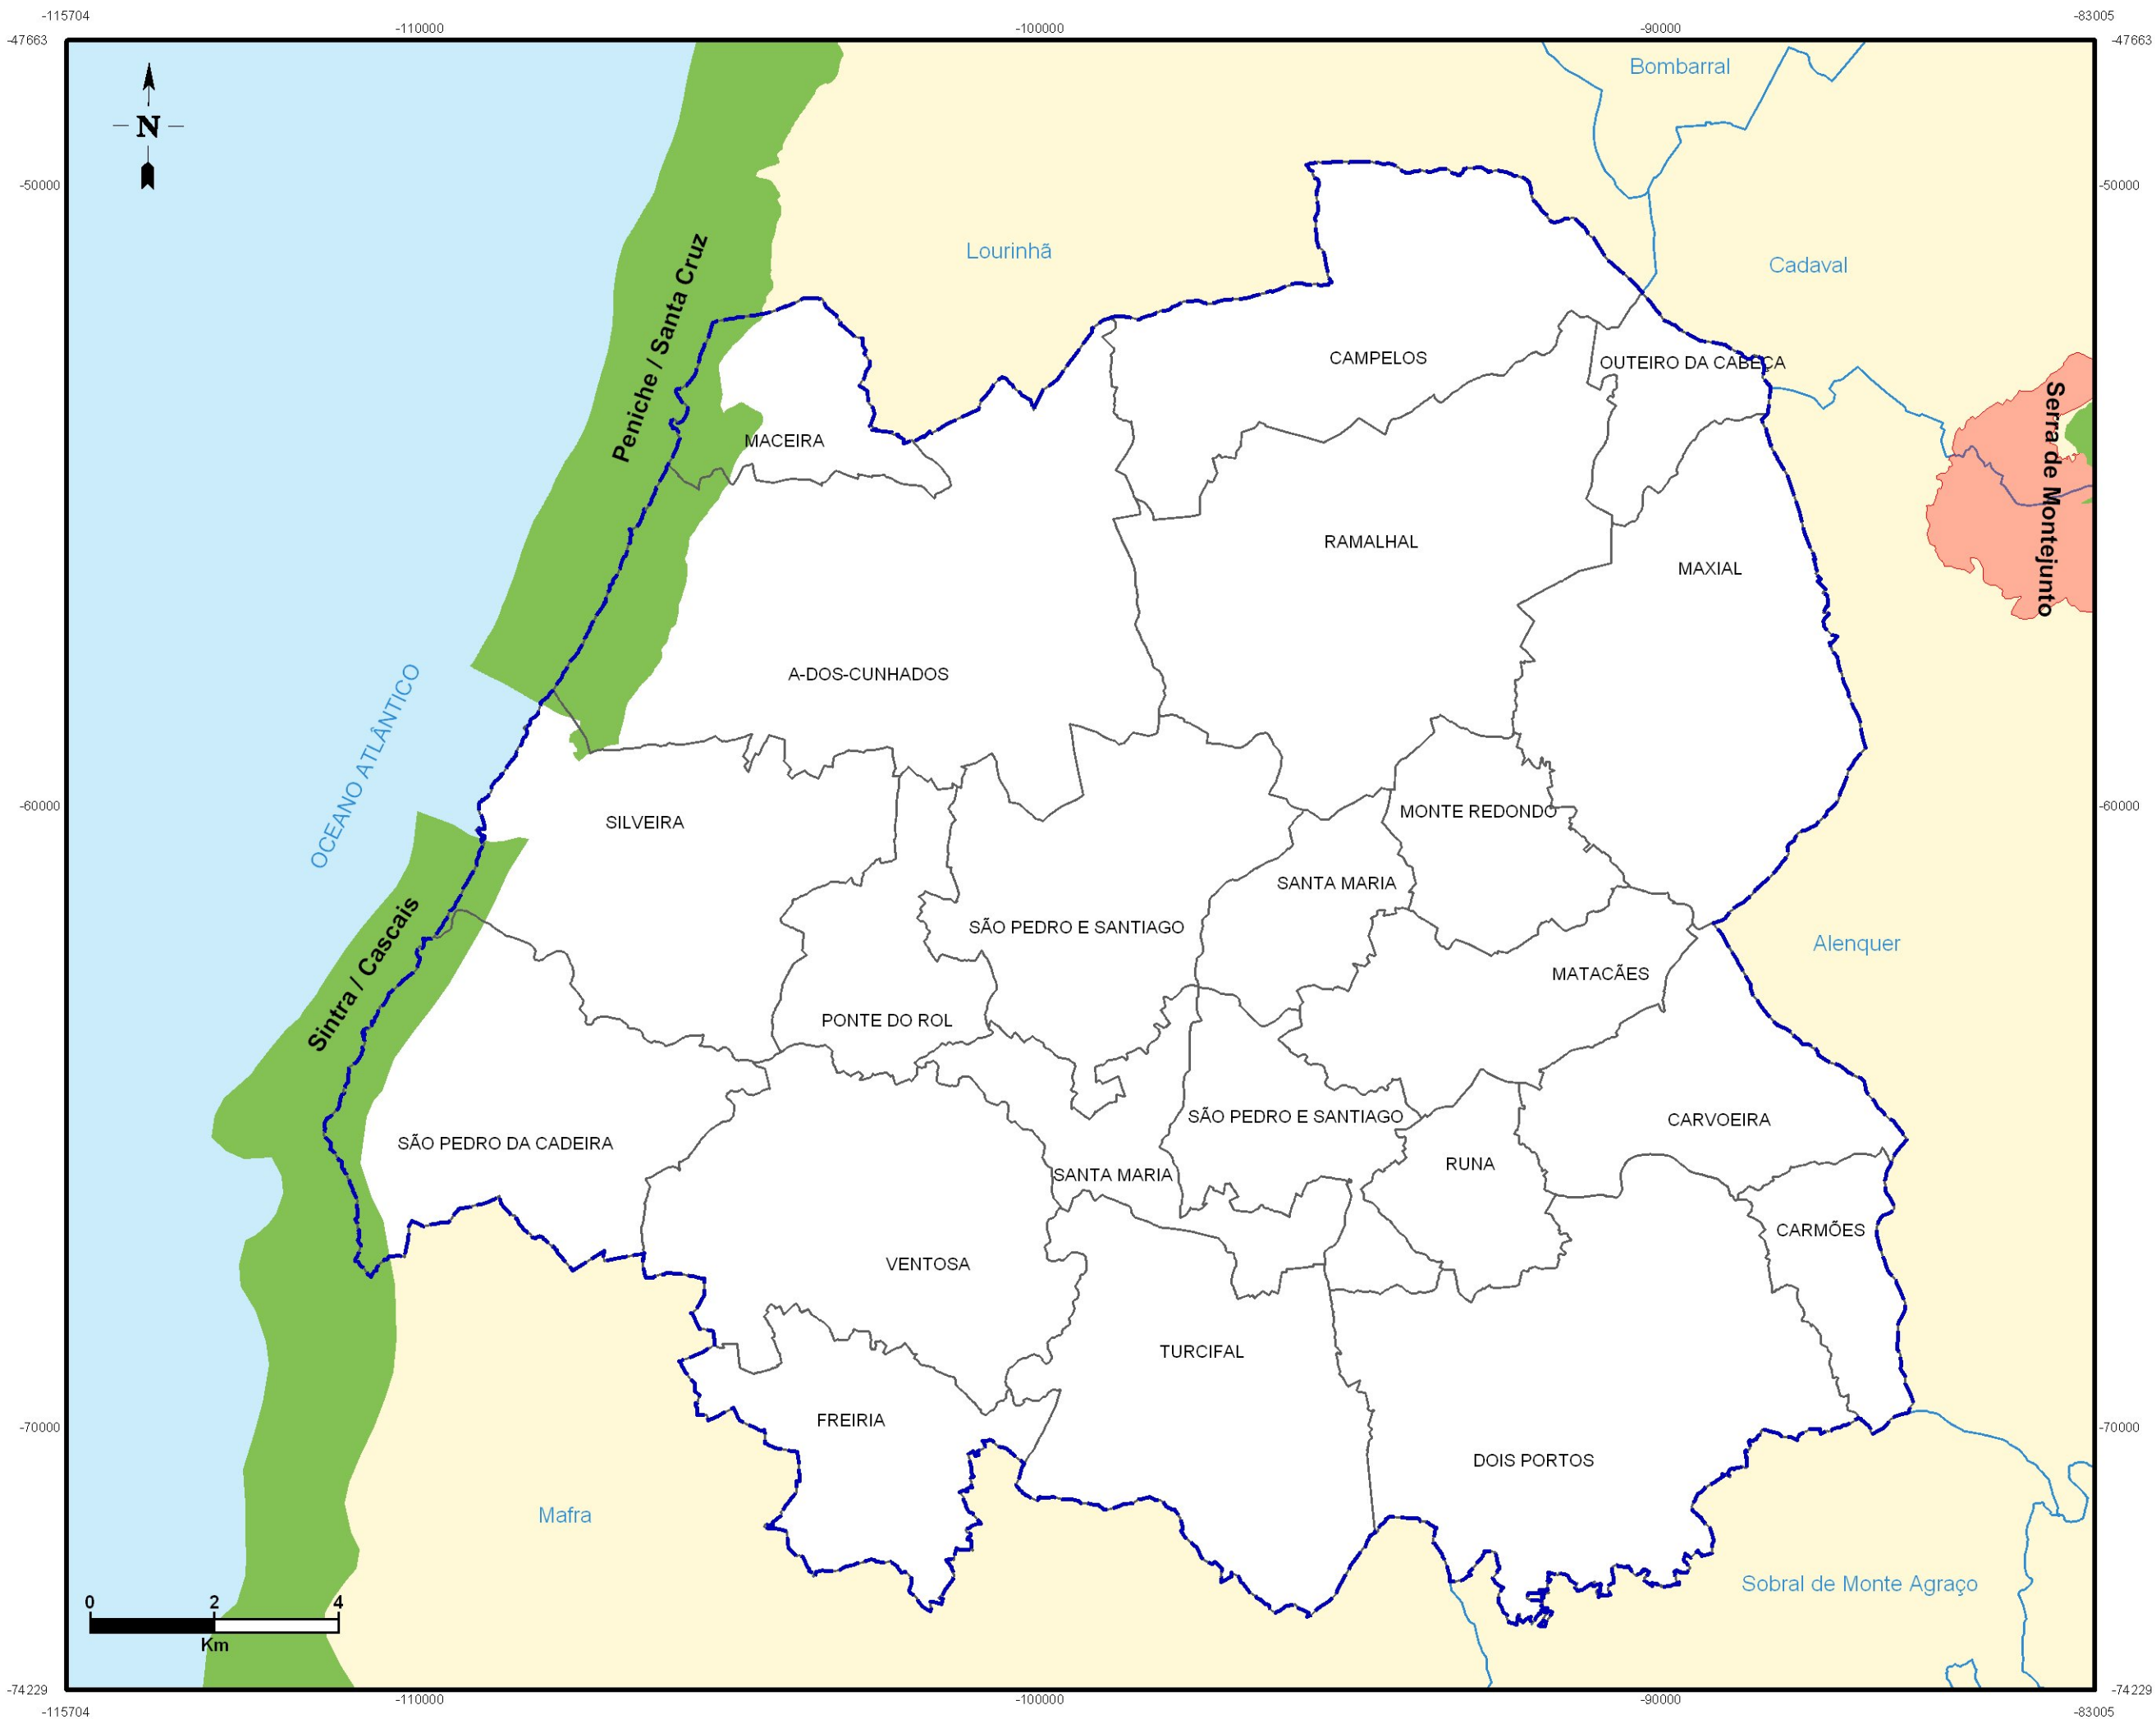 -115704
-110000
-100000
-90000
-83005
-47663
-47663
Bombarral
N
-50000
-50000
Lourinhã
Cadaval
Peniche / Santa Cruz
CAMPELOS
OUTEIRO DA CABEÇA
MACEIRA
Serra de Montejunto
RAMALHAL
MAXIAL
A-DOS-CUNHADOS
OCEANO ATLÂNTICO
-60000
-60000
SILVEIRA
MONTE REDONDO
SANTA MARIA
SÃO PEDRO E SANTIAGO
Alenquer
Sintra / Cascais
MATACÃES
PONTE DO ROL
SÃO PEDRO E SANTIAGO
CARVOEIRA
SÃO PEDRO DA CADEIRA
RUNA
SANTA MARIA
CARMÕES
VENTOSA
TURCIFAL
FREIRIA
-70000
-70000
DOIS PORTOS
Mafra
Sobral de Monte Agraço
0 2 4
Km
-74229
-74229
-115704
-110000
-100000
-90000
-83005